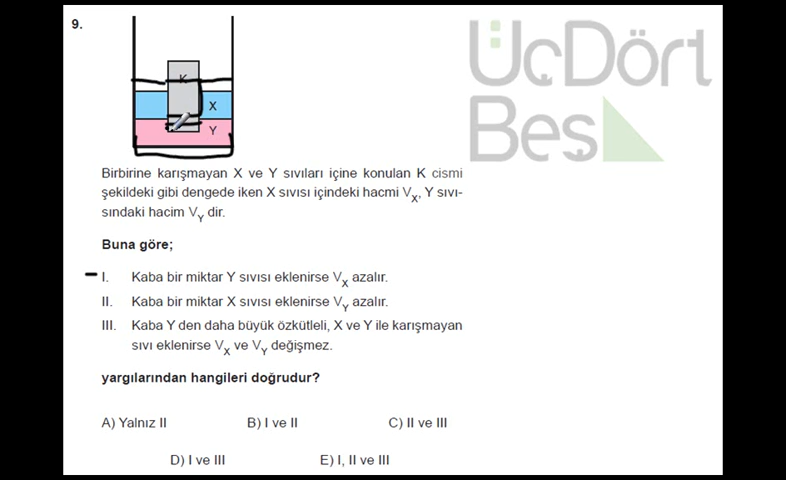 9.
ÜçDört
Beş
K
X
Y
Birbirine karışmayan X ve Y sıvıları içine konulan K cismi
şekildeki gibi dengede iken X sıvısı içindeki hacmi VX, Y sıvı-
sındaki hacim VY dir.
Buna göre;
I. Kaba bir miktar Y sıvısı eklenirse VX azalır.
II. Kaba bir miktar X sıvısı eklenirse VY azalır.
III. Kaba Y den daha büyük özkütleli, X ve Y ile karışmayan
sıvı eklenirse VX ve VY değişmez.
yargılarından hangileri doğrudur?
A) Yalnız II B) I ve II C) II ve III
D) I ve III E) I, II ve III